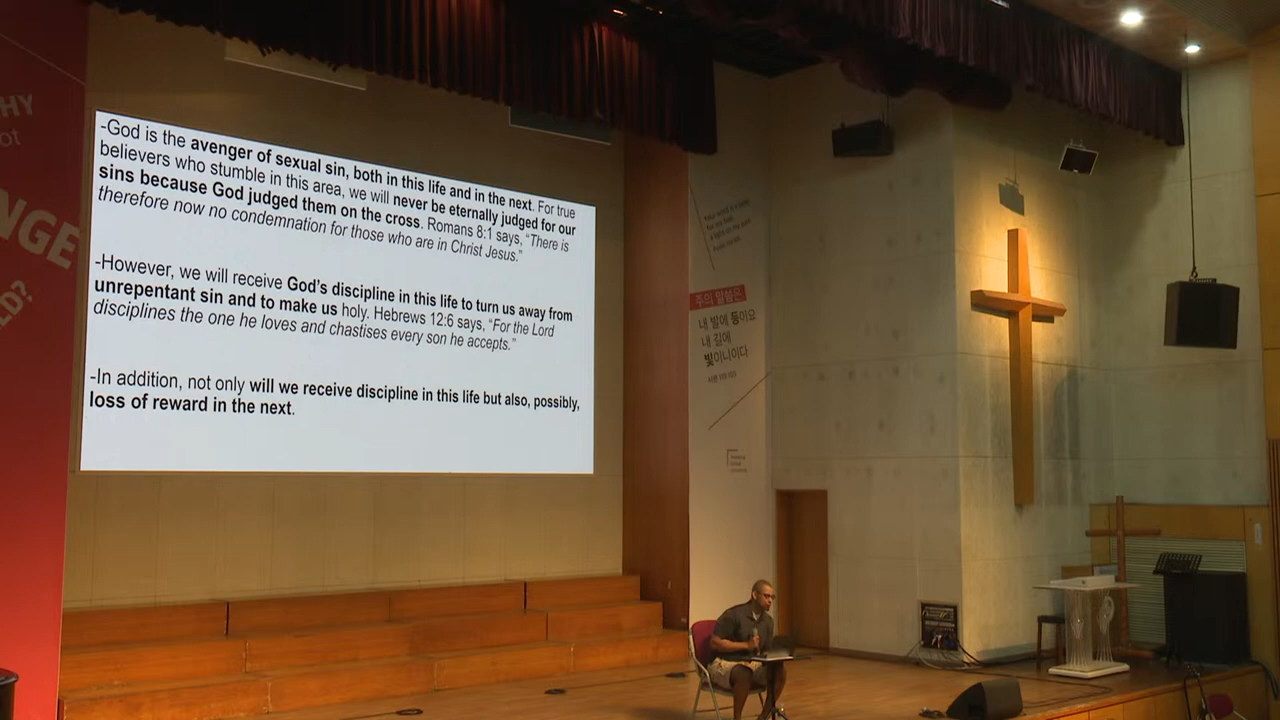 HY
ot
NGE
LD?
-God is the avenger of sexual sin, both in this life and in the next. For true
believers who stumble in this area, we will never be eternally judged for our
sins because God judged them on the cross. Romans 8:1 says, “There is
therefore now no condemnation for those who are in Christ Jesus.”
-However, we will receive God’s discipline in this life to turn us away from
unrepentant sin and to make us holy. Hebrews 12:6 says, “For the Lord
disciplines the one he loves and chastises every son he accepts.”
-In addition, not only will we receive discipline in this life but also, possibly,
loss of reward in the next.
주의 말씀은
내 발에 등이요
내 길에
빛이니이다